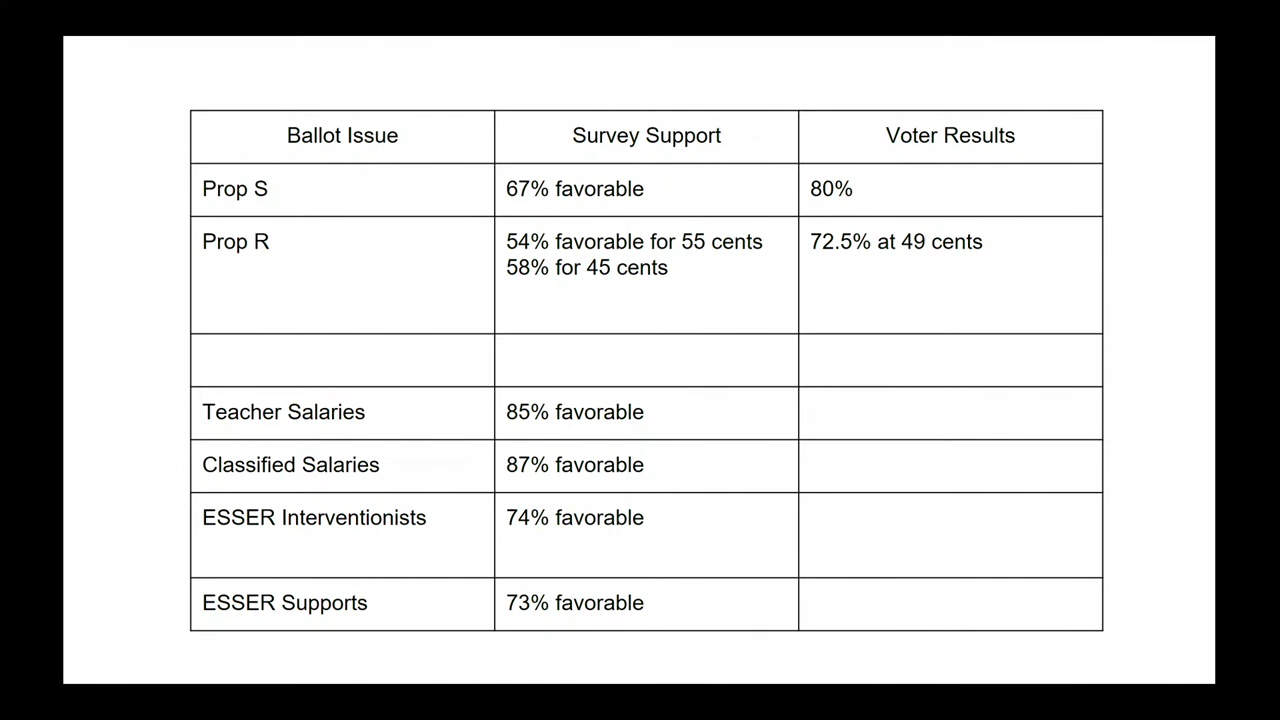 Ballot Issue Survey Support Voter Results
Prop S 67% favorable 80%
Prop R 54% favorable for 55 cents 72.5% at 49 cents
58% for 45 cents
Teacher Salaries 85% favorable
Classified Salaries 87% favorable
ESSER Interventionists 74% favorable
ESSER Supports 73% favorable